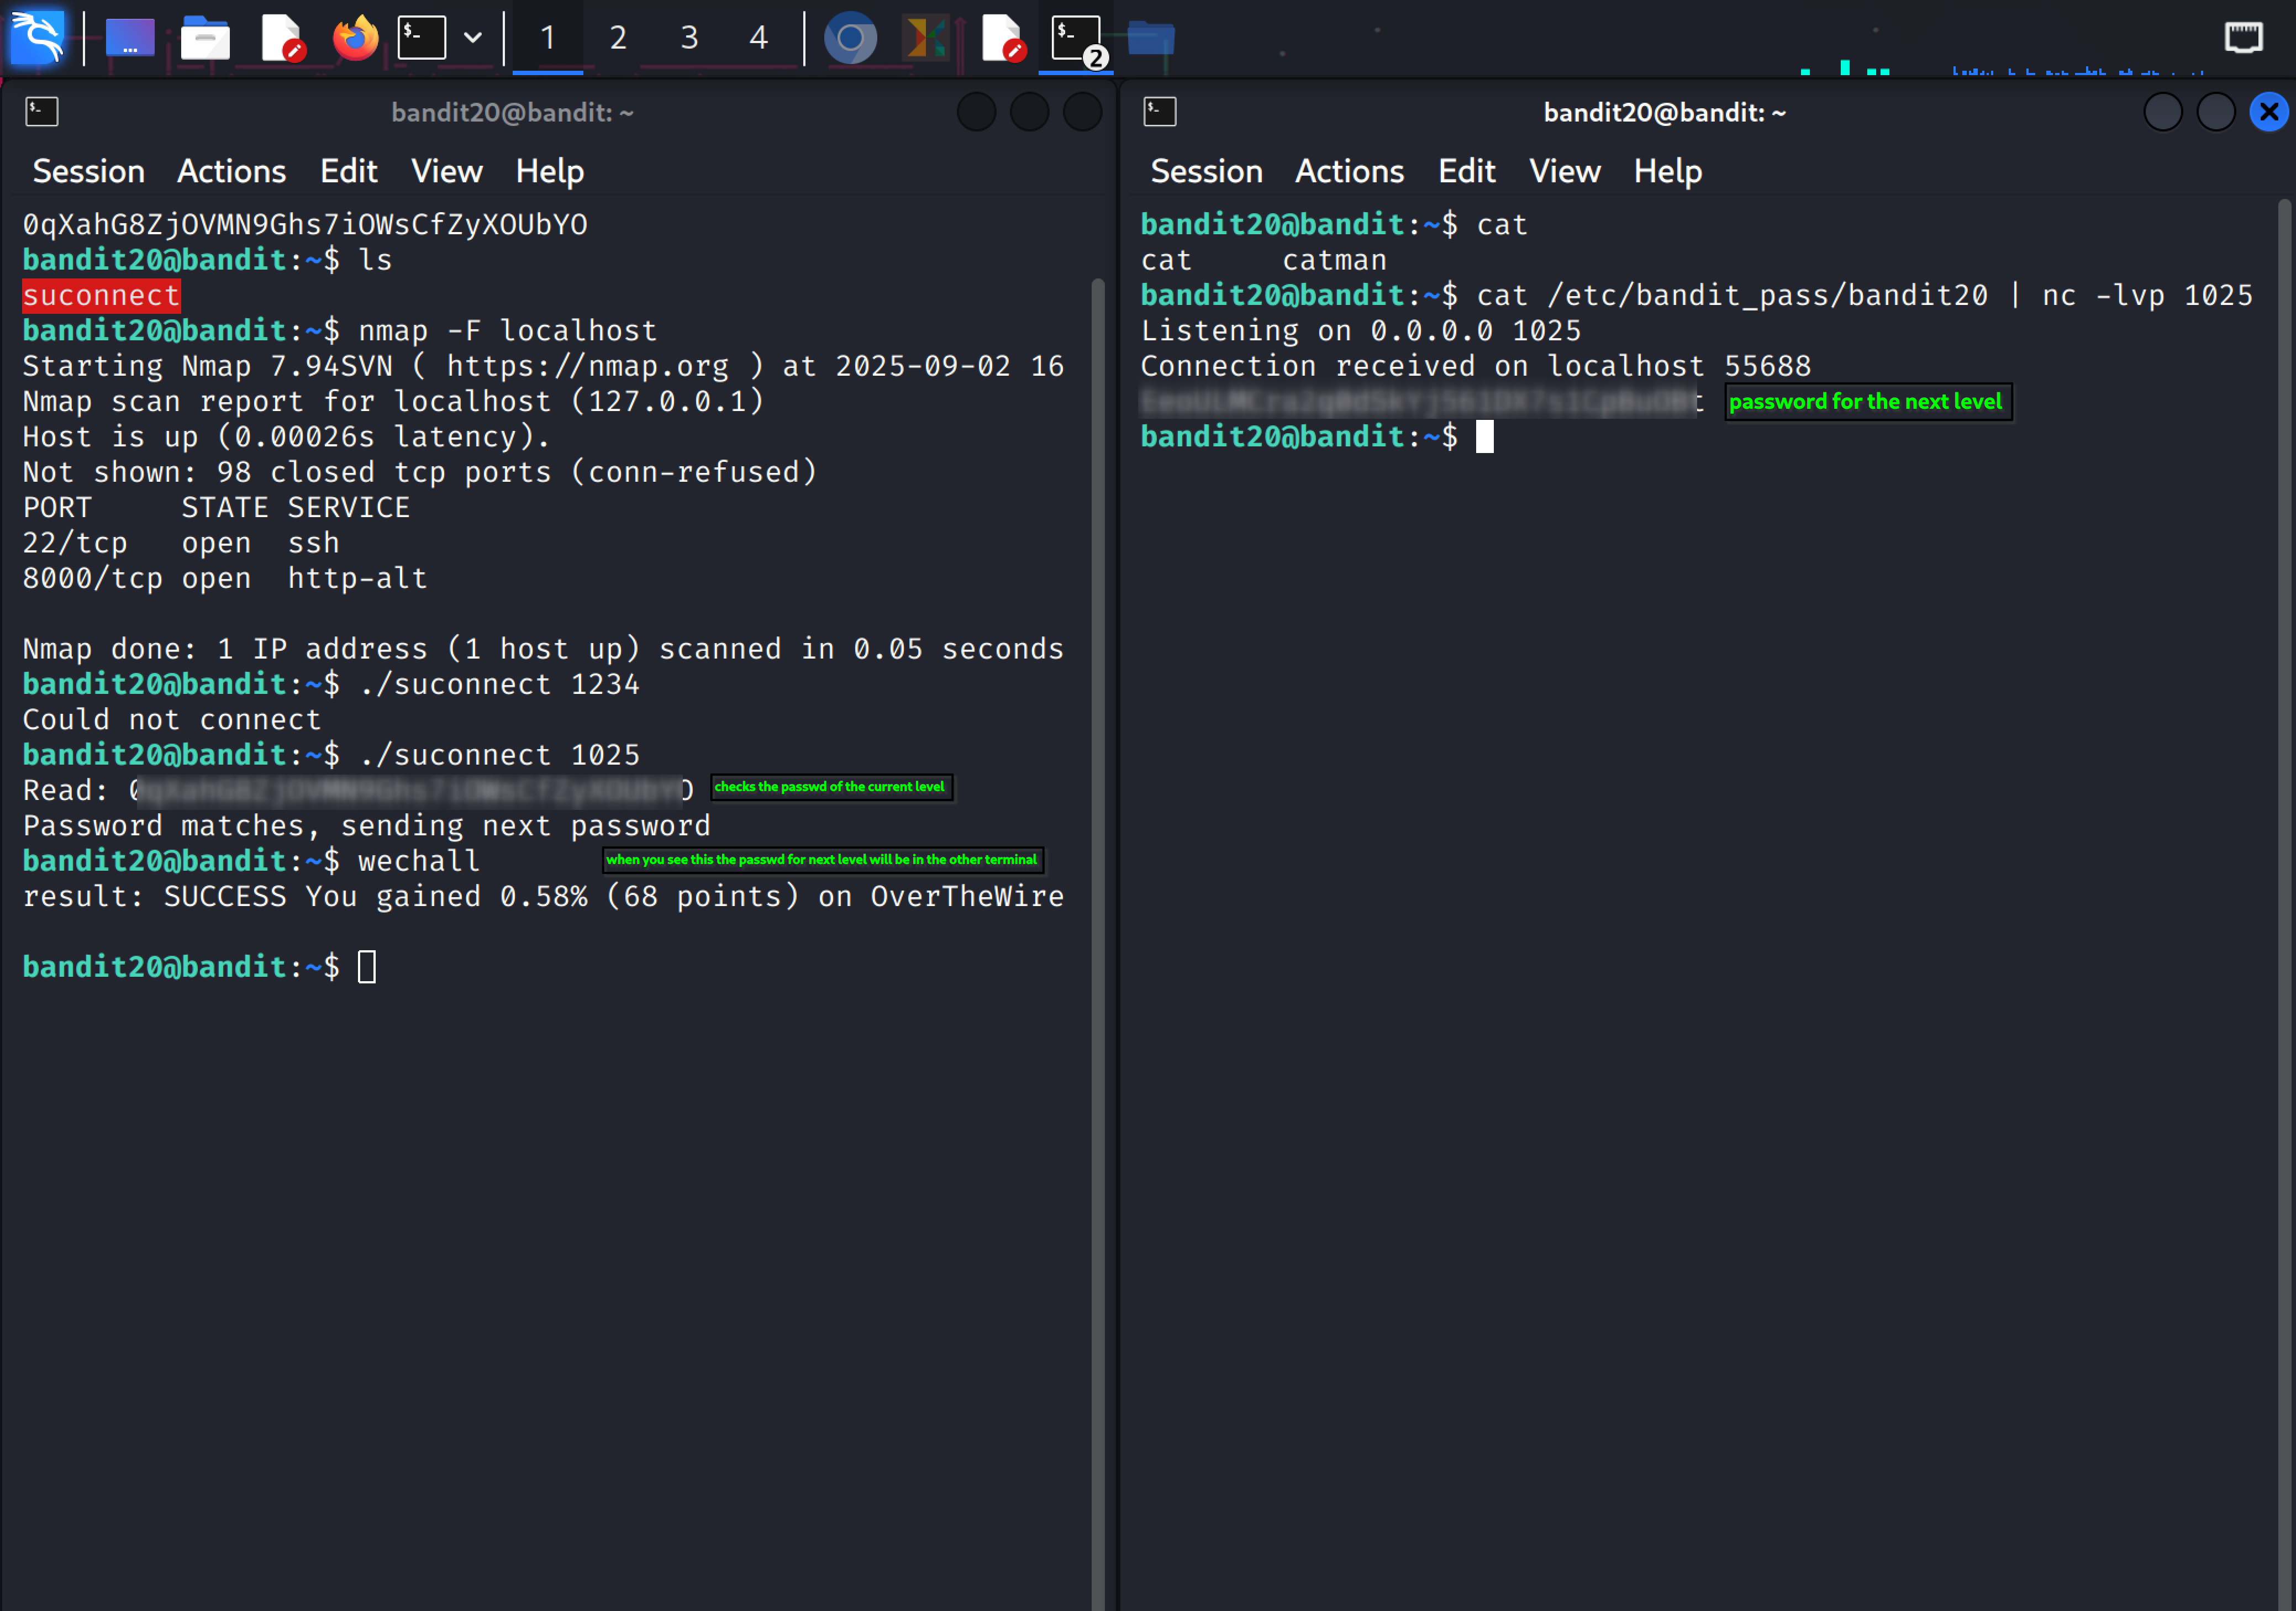 1 2 3 4
2
bandit20@bandit: ~
Session Actions Edit View Help
0qXahG8ZjOVMN9Ghs7iOWsCfZyXOUbYO
bandit20@bandit:~$ ls
suconnect
bandit20@bandit:~$ nmap -F localhost
Starting Nmap 7.94SVN ( https://nmap.org ) at 2025-09-02 16
Nmap scan report for localhost (127.0.0.1)
Host is up (0.00026s latency).
Not shown: 98 closed tcp ports (conn-refused)
PORT     STATE SERVICE
22/tcp   open  ssh
8000/tcp open  http-alt
Nmap done: 1 IP address (1 host up) scanned in 0.05 seconds
bandit20@bandit:~$ ./suconnect 1234
Could not connect
bandit20@bandit:~$ ./suconnect 1025
Read: checks the passwd of the current level
Password matches, sending next password
bandit20@bandit:~$ wechall when you see this the passwd for next level will be in the other terminal
result: SUCCESS You gained 0.58% (68 points) on OverTheWire
bandit20@bandit:~$
bandit20@bandit: ~
Session Actions Edit View Help
bandit20@bandit:~$ cat
cat     catman
bandit20@bandit:~$ cat /etc/bandit_pass/bandit20 | nc -lvp 1025
Listening on 0.0.0.0 1025
Connection received on localhost 55688
password for the next level
bandit20@bandit:~$